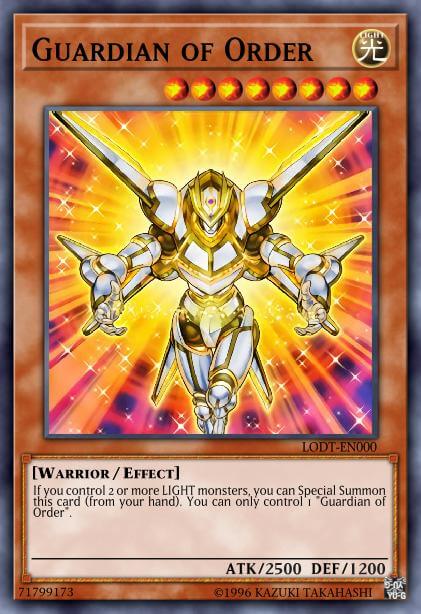 GUARDIAN OF ORDER
LIGHT
光
LODT-EN000
[WARRIOR / EFFECT]
If you control 2 or more LIGHT monsters, you can Special Summon
this card (from your hand). You can only control 1 "Guardian of
Order".
ATK/2500 DEF/1200
71799173
©1996 KAZUKI TAKAHASHI